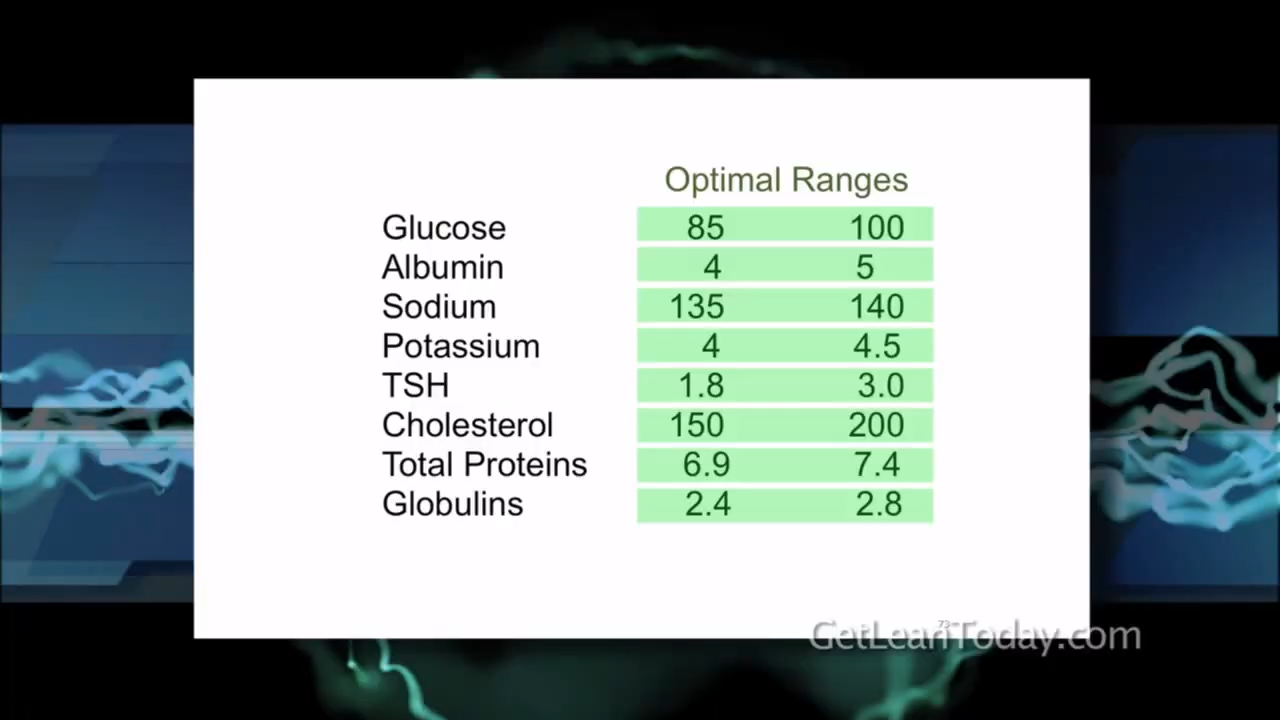 Optimal Ranges
Glucose 85 100
Albumin 4 5
Sodium 135 140
Potassium 4 4.5
TSH 1.8 3.0
Cholesterol 150 200
Total Proteins 6.9 7.4
Globulins 2.4 2.8
73
GetLeanToday.com